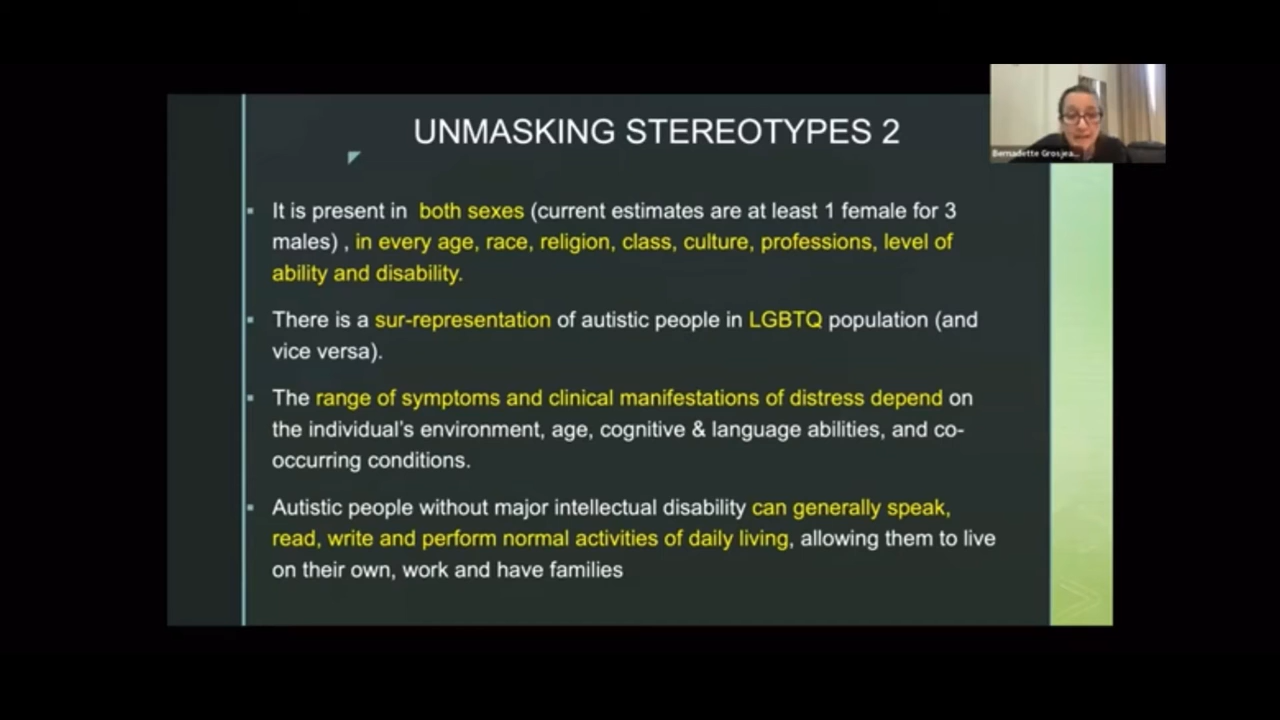 UNMASKING STEREOTYPES 2
Bernadette Grosjea...
It is present in both sexes (current estimates are at least 1 female for 3
males) , in every age, race, religion, class, culture, professions, level of
ability and disability.
There is a sur-representation of autistic people in LGBTQ population (and
vice versa).
The range of symptoms and clinical manifestations of distress depend on
the individual’s environment, age, cognitive & language abilities, and co-
occurring conditions.
Autistic people without major intellectual disability can generally speak,
read, write and perform normal activities of daily living, allowing them to live
on their own, work and have families